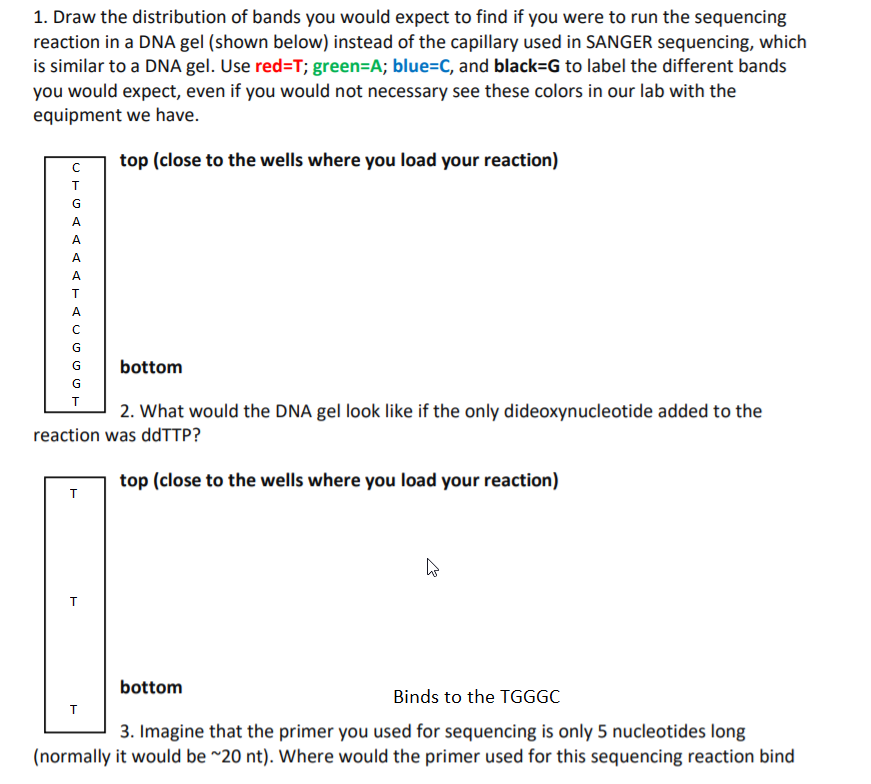 1. Draw the distribution of bands you would expect to find if you were to run the sequencing
reaction in a DNA gel (shown below) instead of the capillary used in SANGER sequencing, which
is similar to a DNA gel. Use red=T; green=A; blue=C, and black=G to label the different bands
you would expect, even if you would not necessary see these colors in our lab with the
equipment we have.
top (close to the wells where you load your reaction)
C
T
G
A
A
A
A
T
A
C
G
G
G
T
bottom
2. What would the DNA gel look like if the only dideoxynucleotide added to the
reaction was ddTTP?
top (close to the wells where you load your reaction)
T
T
T
bottom
Binds to the TGGGC
3. Imagine that the primer you used for sequencing is only 5 nucleotides long
(normally it would be ~20 nt). Where would the primer used for this sequencing reaction bind